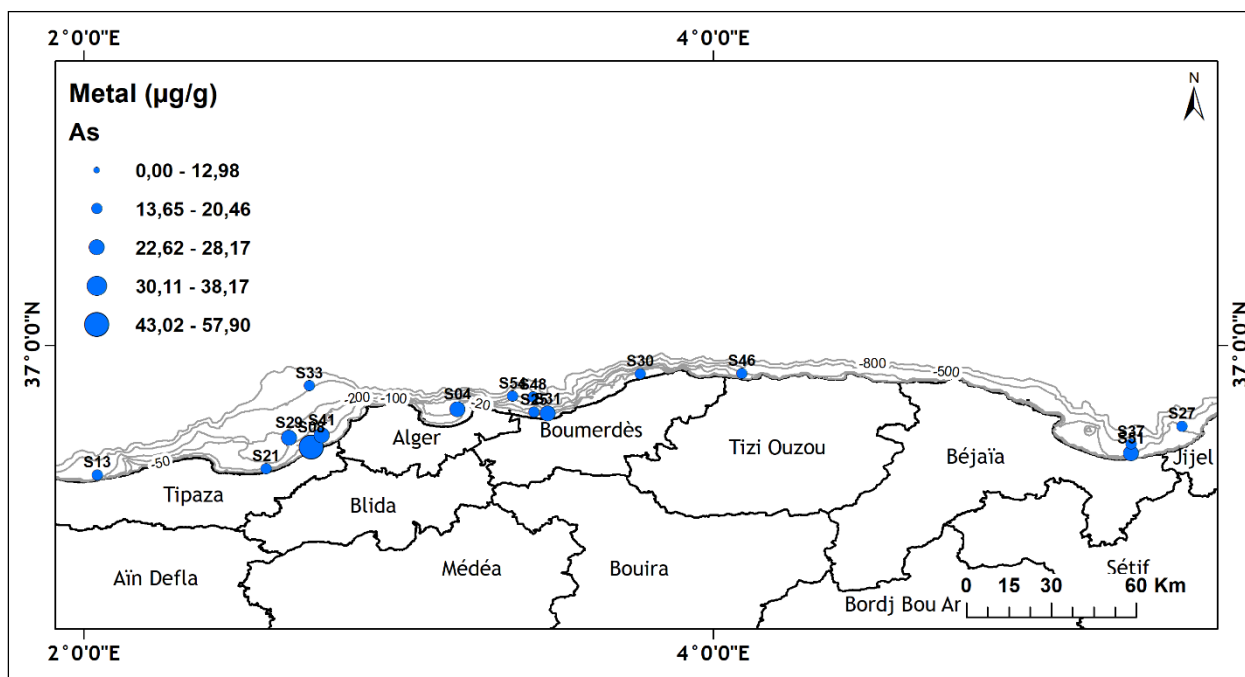 2°0'0"E 4°0'0"E
N
Metal (µg/g)
As
0,00 - 12,98
13,65 - 20,46
22,62 - 28,17
30,11 - 38,17
43,02 - 57,90
37°0'0"N 37°0'0"N
S30 S46 -800 -500
S33 -200 -100 S04 -20 S54 S48
S31
S29 S41 S27
S08 Alger Boumerdès S37
S13 -50 S21 Tizi Ouzou Béjaïa S51 Jijel
Tipaza Blida
Aïn Defla Médéa Bouira Sétif
0 15 30 60 Km
Bordj Bou Ar
2°0'0"E 4°0'0"E